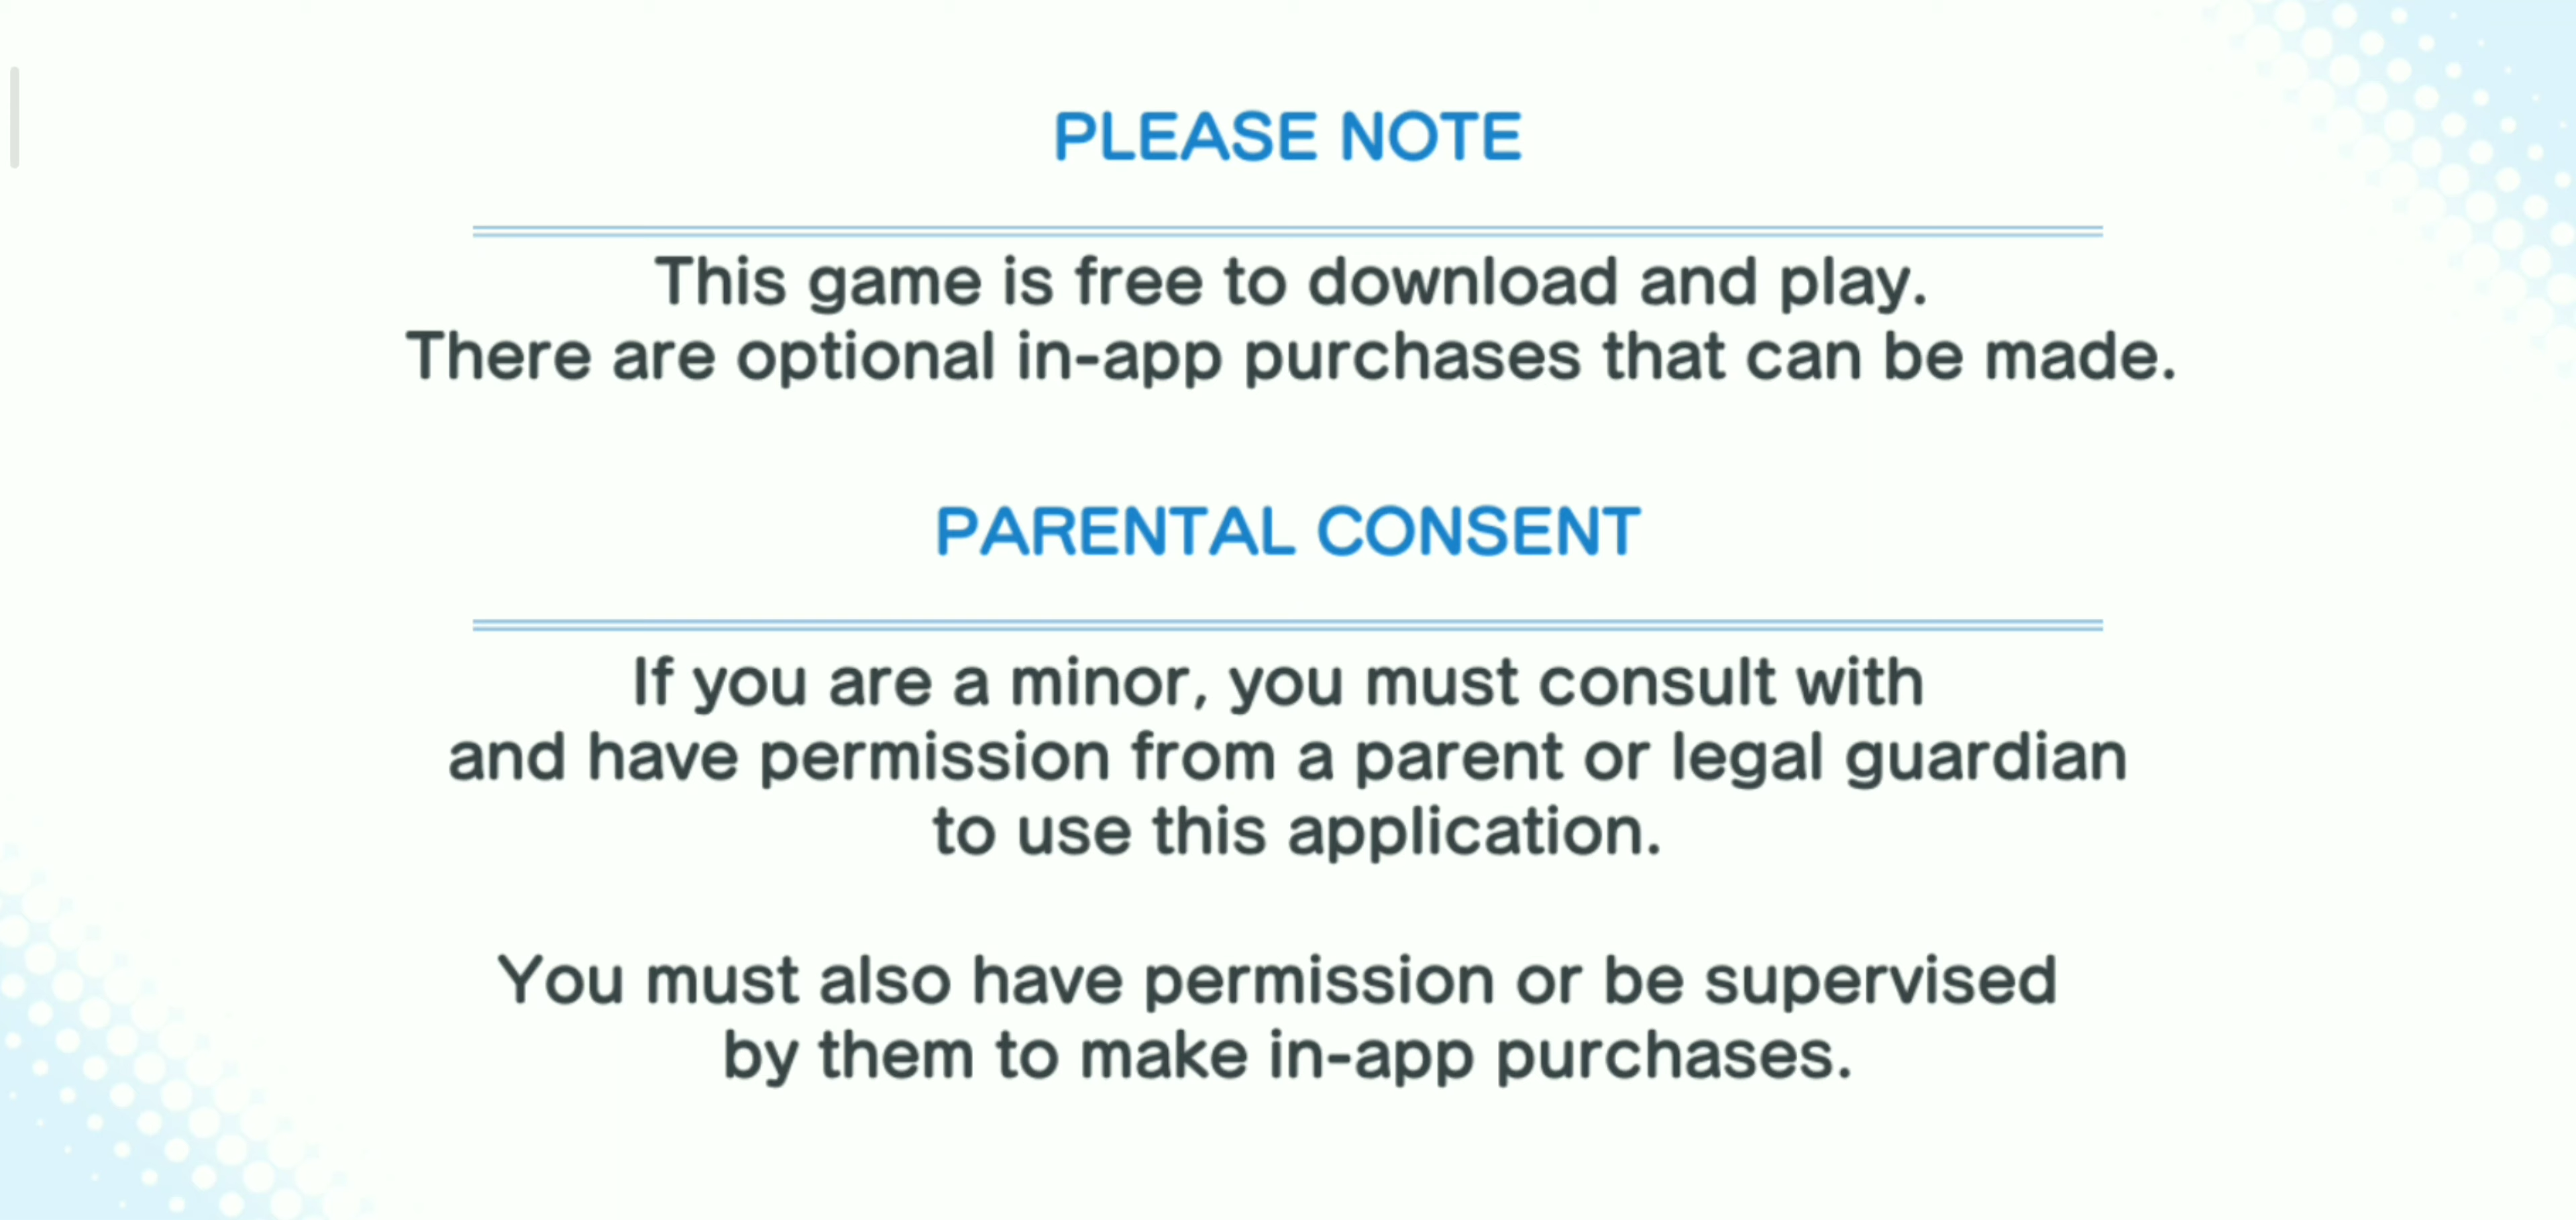 PLEASE NOTE
This game is free to download and play.
There are optional in-app purchases that can be made.
PARENTAL CONSENT
If you are a minor, you must consult with
and have permission from a parent or legal guardian
to use this application.
You must also have permission or be supervised
by them to make in-app purchases.